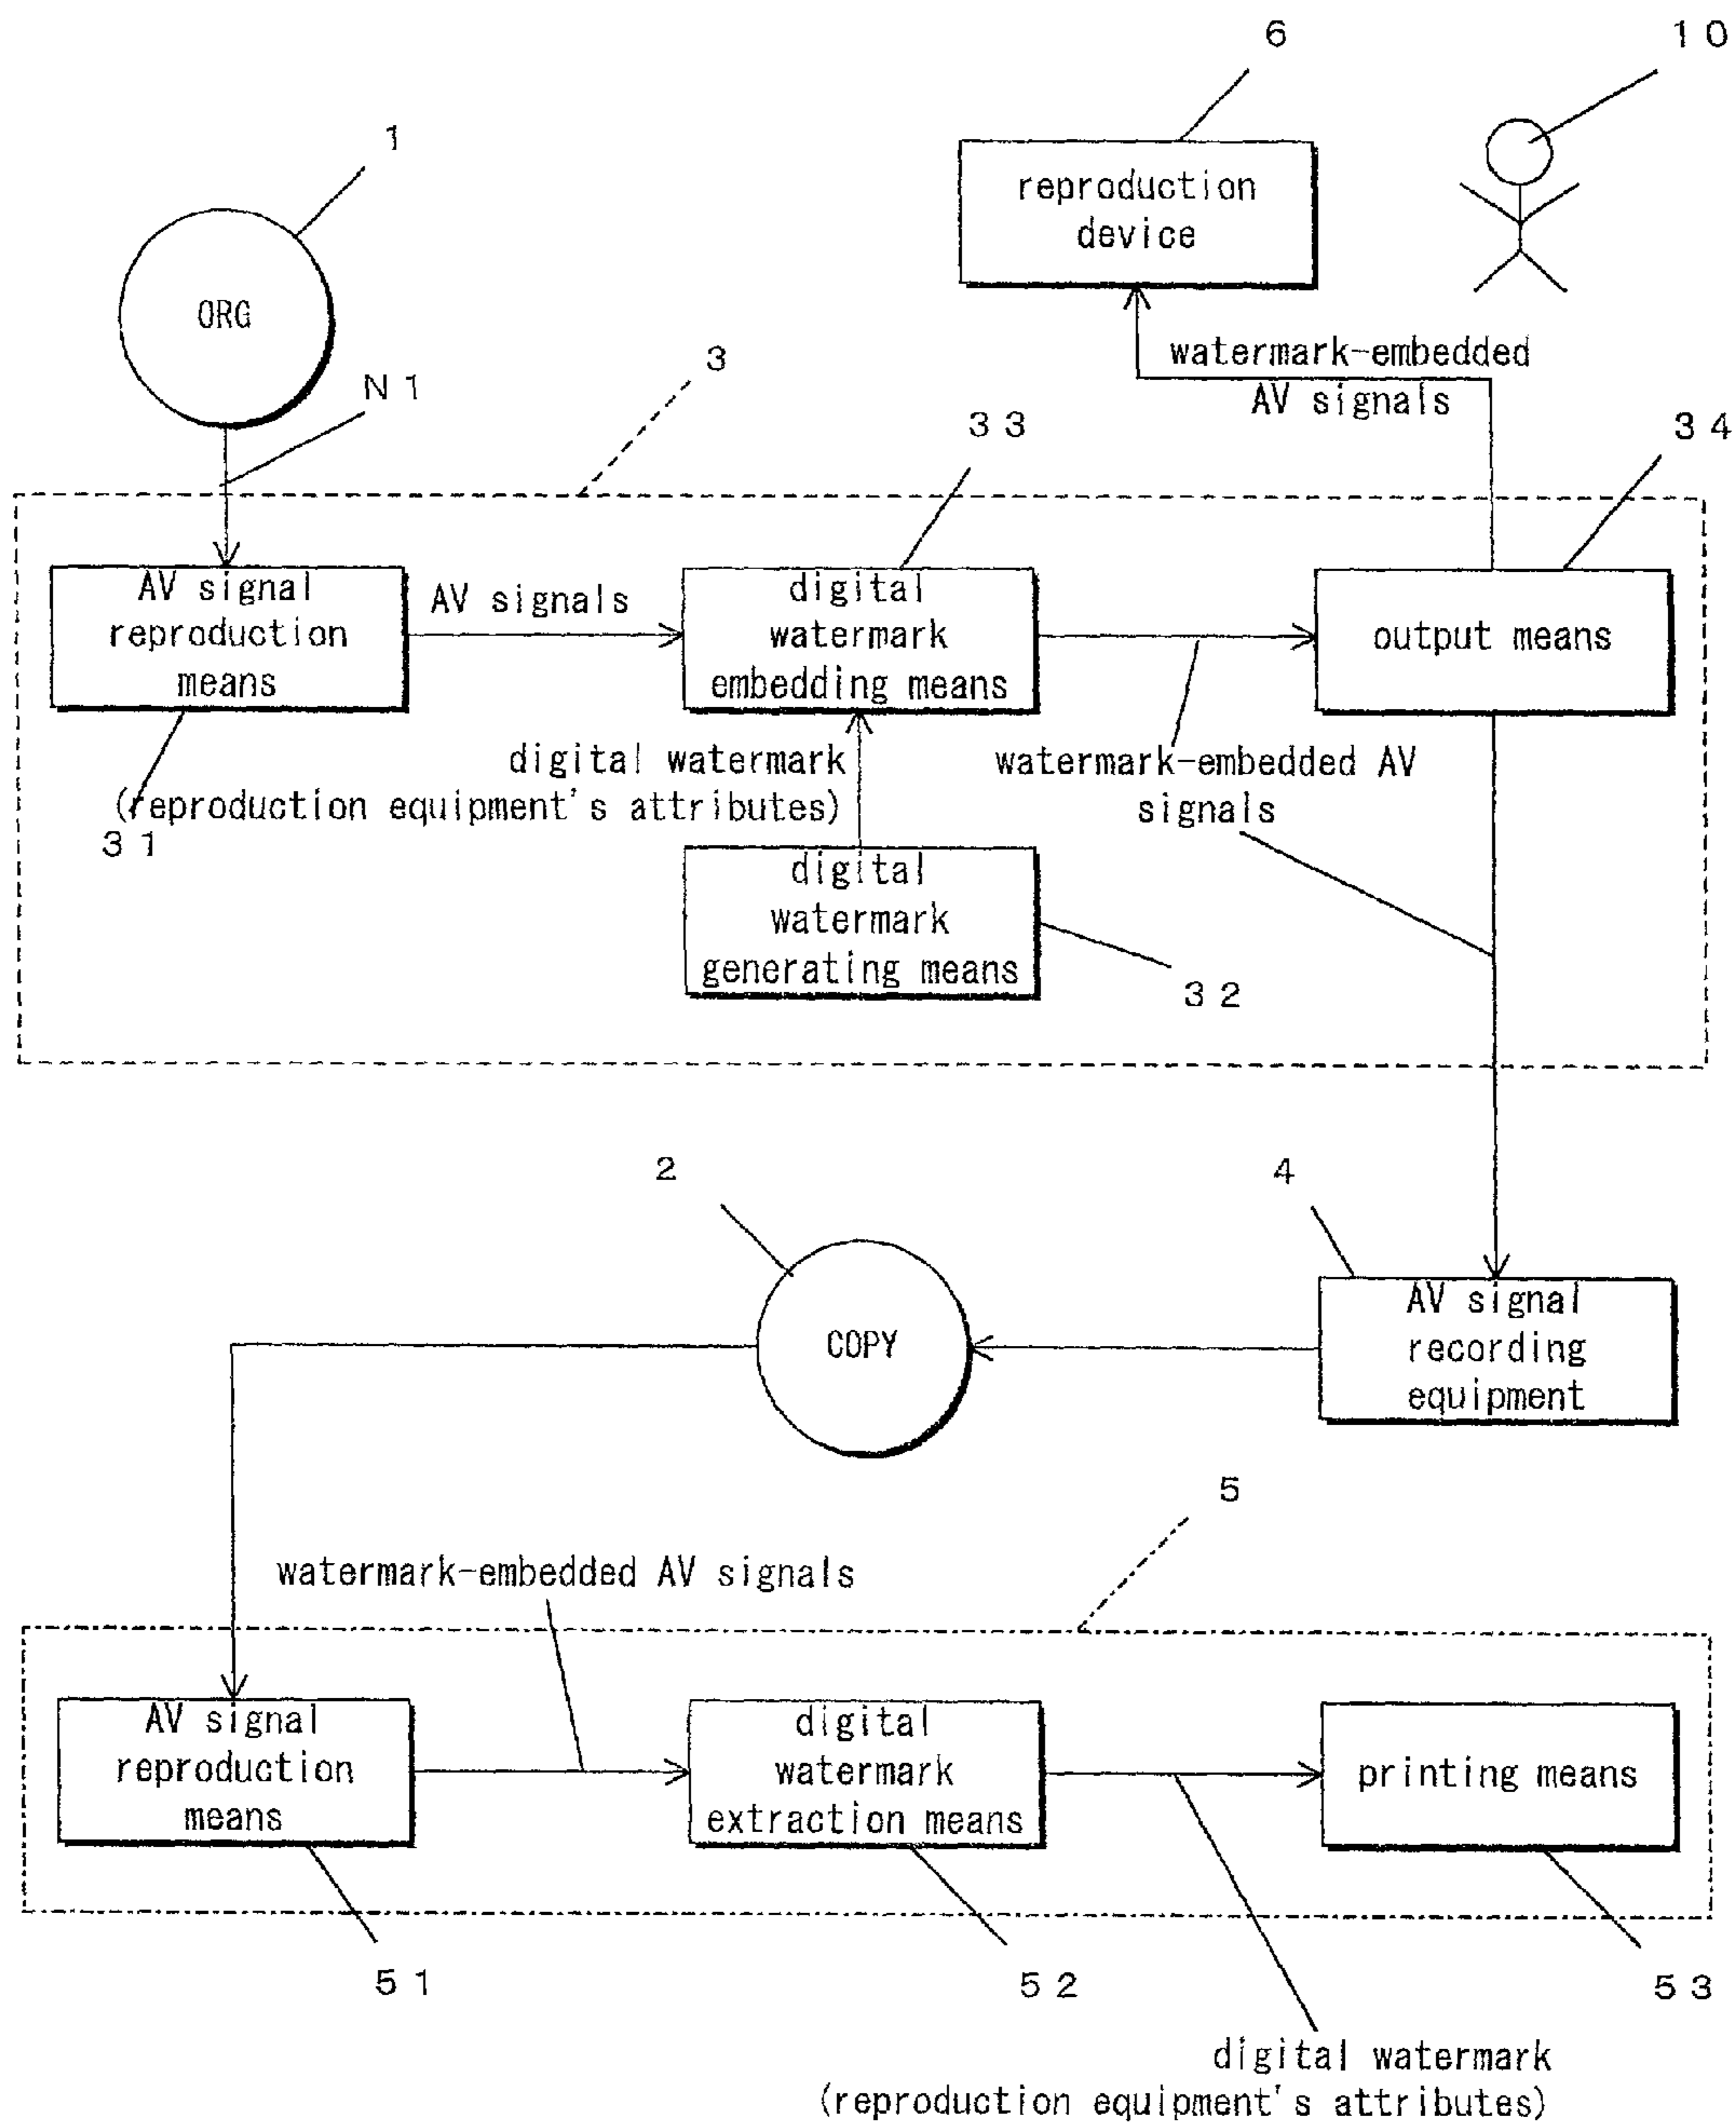 6
10
1
reproduction
device
ORG
3
N1
watermark-embedded
AV signals
33
34
AV signal
reproduction
means
AV signals
digital
watermark
embedding means
output means
digital watermark
(reproduction equipment's attributes)
31
watermark-embedded AV
signals
digital
watermark
generating means
32
2
4
COPY
AV signal
recording
equipment
5
watermark-embedded AV signals
AV signal
reproduction
means
digital
watermark
extraction means
printing means
51
52
53
digital watermark
(reproduction equipment's attributes)